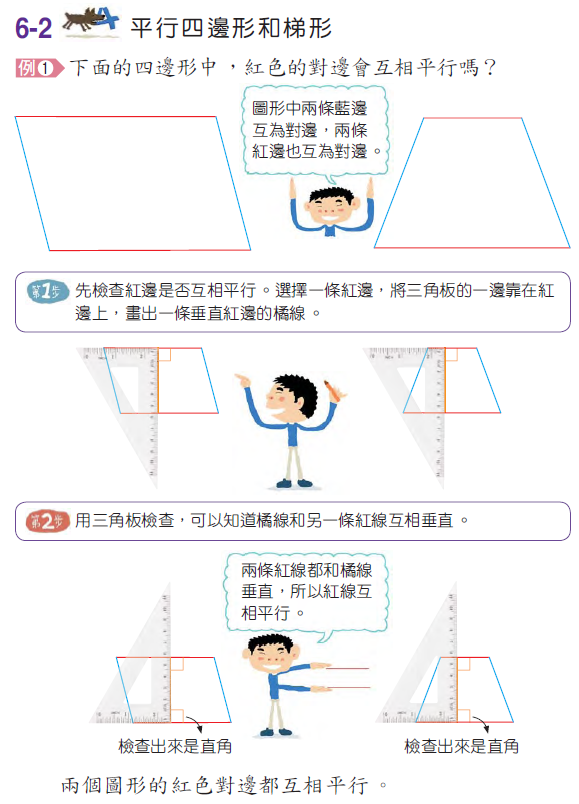 6-2 平行四邊形和梯形
例1 下面的四邊形中，紅色的對邊會互相平行嗎？
圖形中兩條藍邊
互為對邊，兩條
紅邊也互為對邊。
第1步 先檢查紅邊是否互相平行。選擇一條紅邊，將三角板的一邊靠在紅
邊上，畫出一條垂直紅邊的橘線。
第2步 用三角板檢查，可以知道橘線和另一條紅線互相垂直。
兩條紅線都和橘線
垂直，所以紅線互
相平行。
檢查出來是直角
檢查出來是直角
兩個圖形的紅色對邊都互相平行。